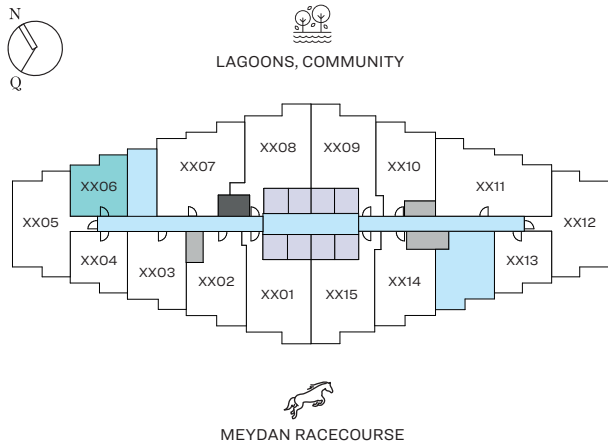 N
Q
LAGOONS, COMMUNITY
XX08
XX09
XX07
XX10
XX06
XX11
XX05
XX12
XX04
XX03
XX02
XX01
XX15
XX14
XX13
MEYDAN RACECOURSE